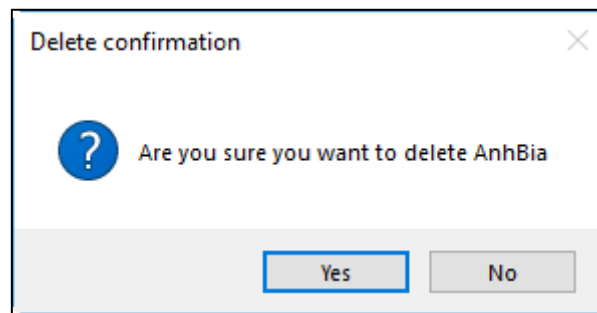 Delete confirmation
Are you sure you want to delete AnhBia
Yes
No